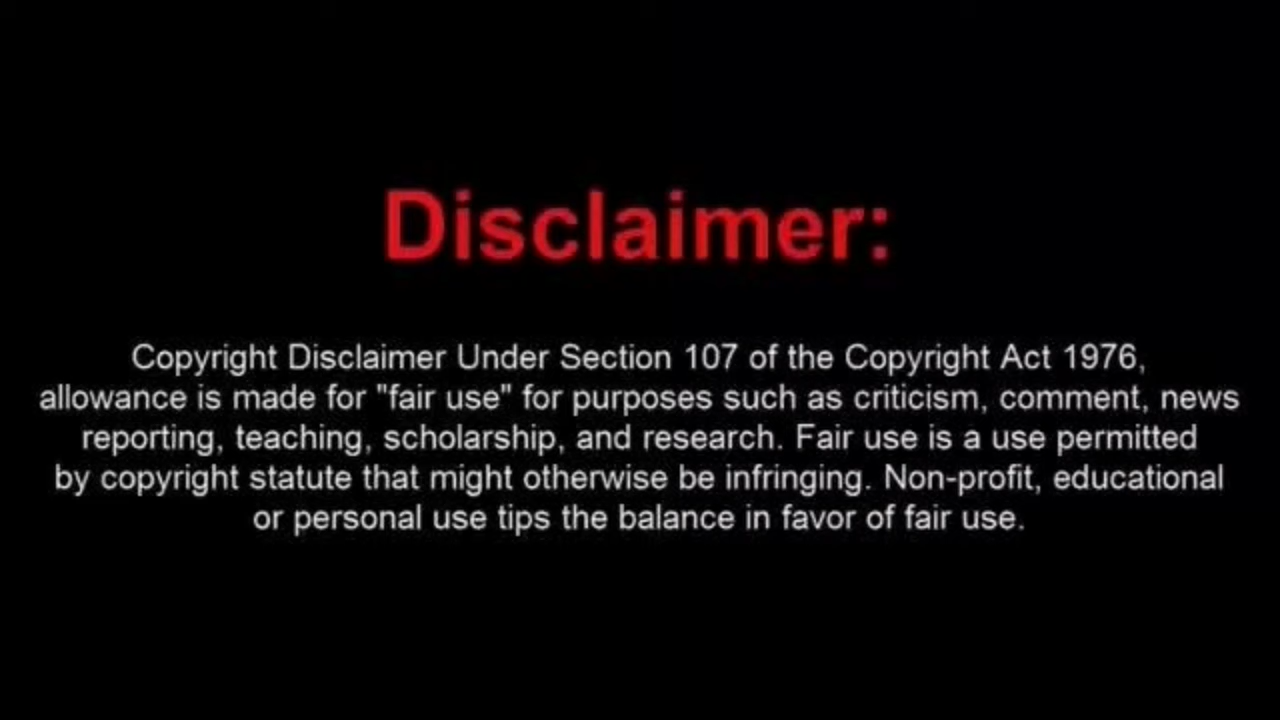 Disclaimer:
Copyright Disclaimer Under Section 107 of the Copyright Act 1976,
allowance is made for "fair use" for purposes such as criticism, comment, news
reporting, teaching, scholarship, and research. Fair use is a use permitted
by copyright statute that might otherwise be infringing. Non-profit, educational
or personal use tips the balance in favor of fair use.